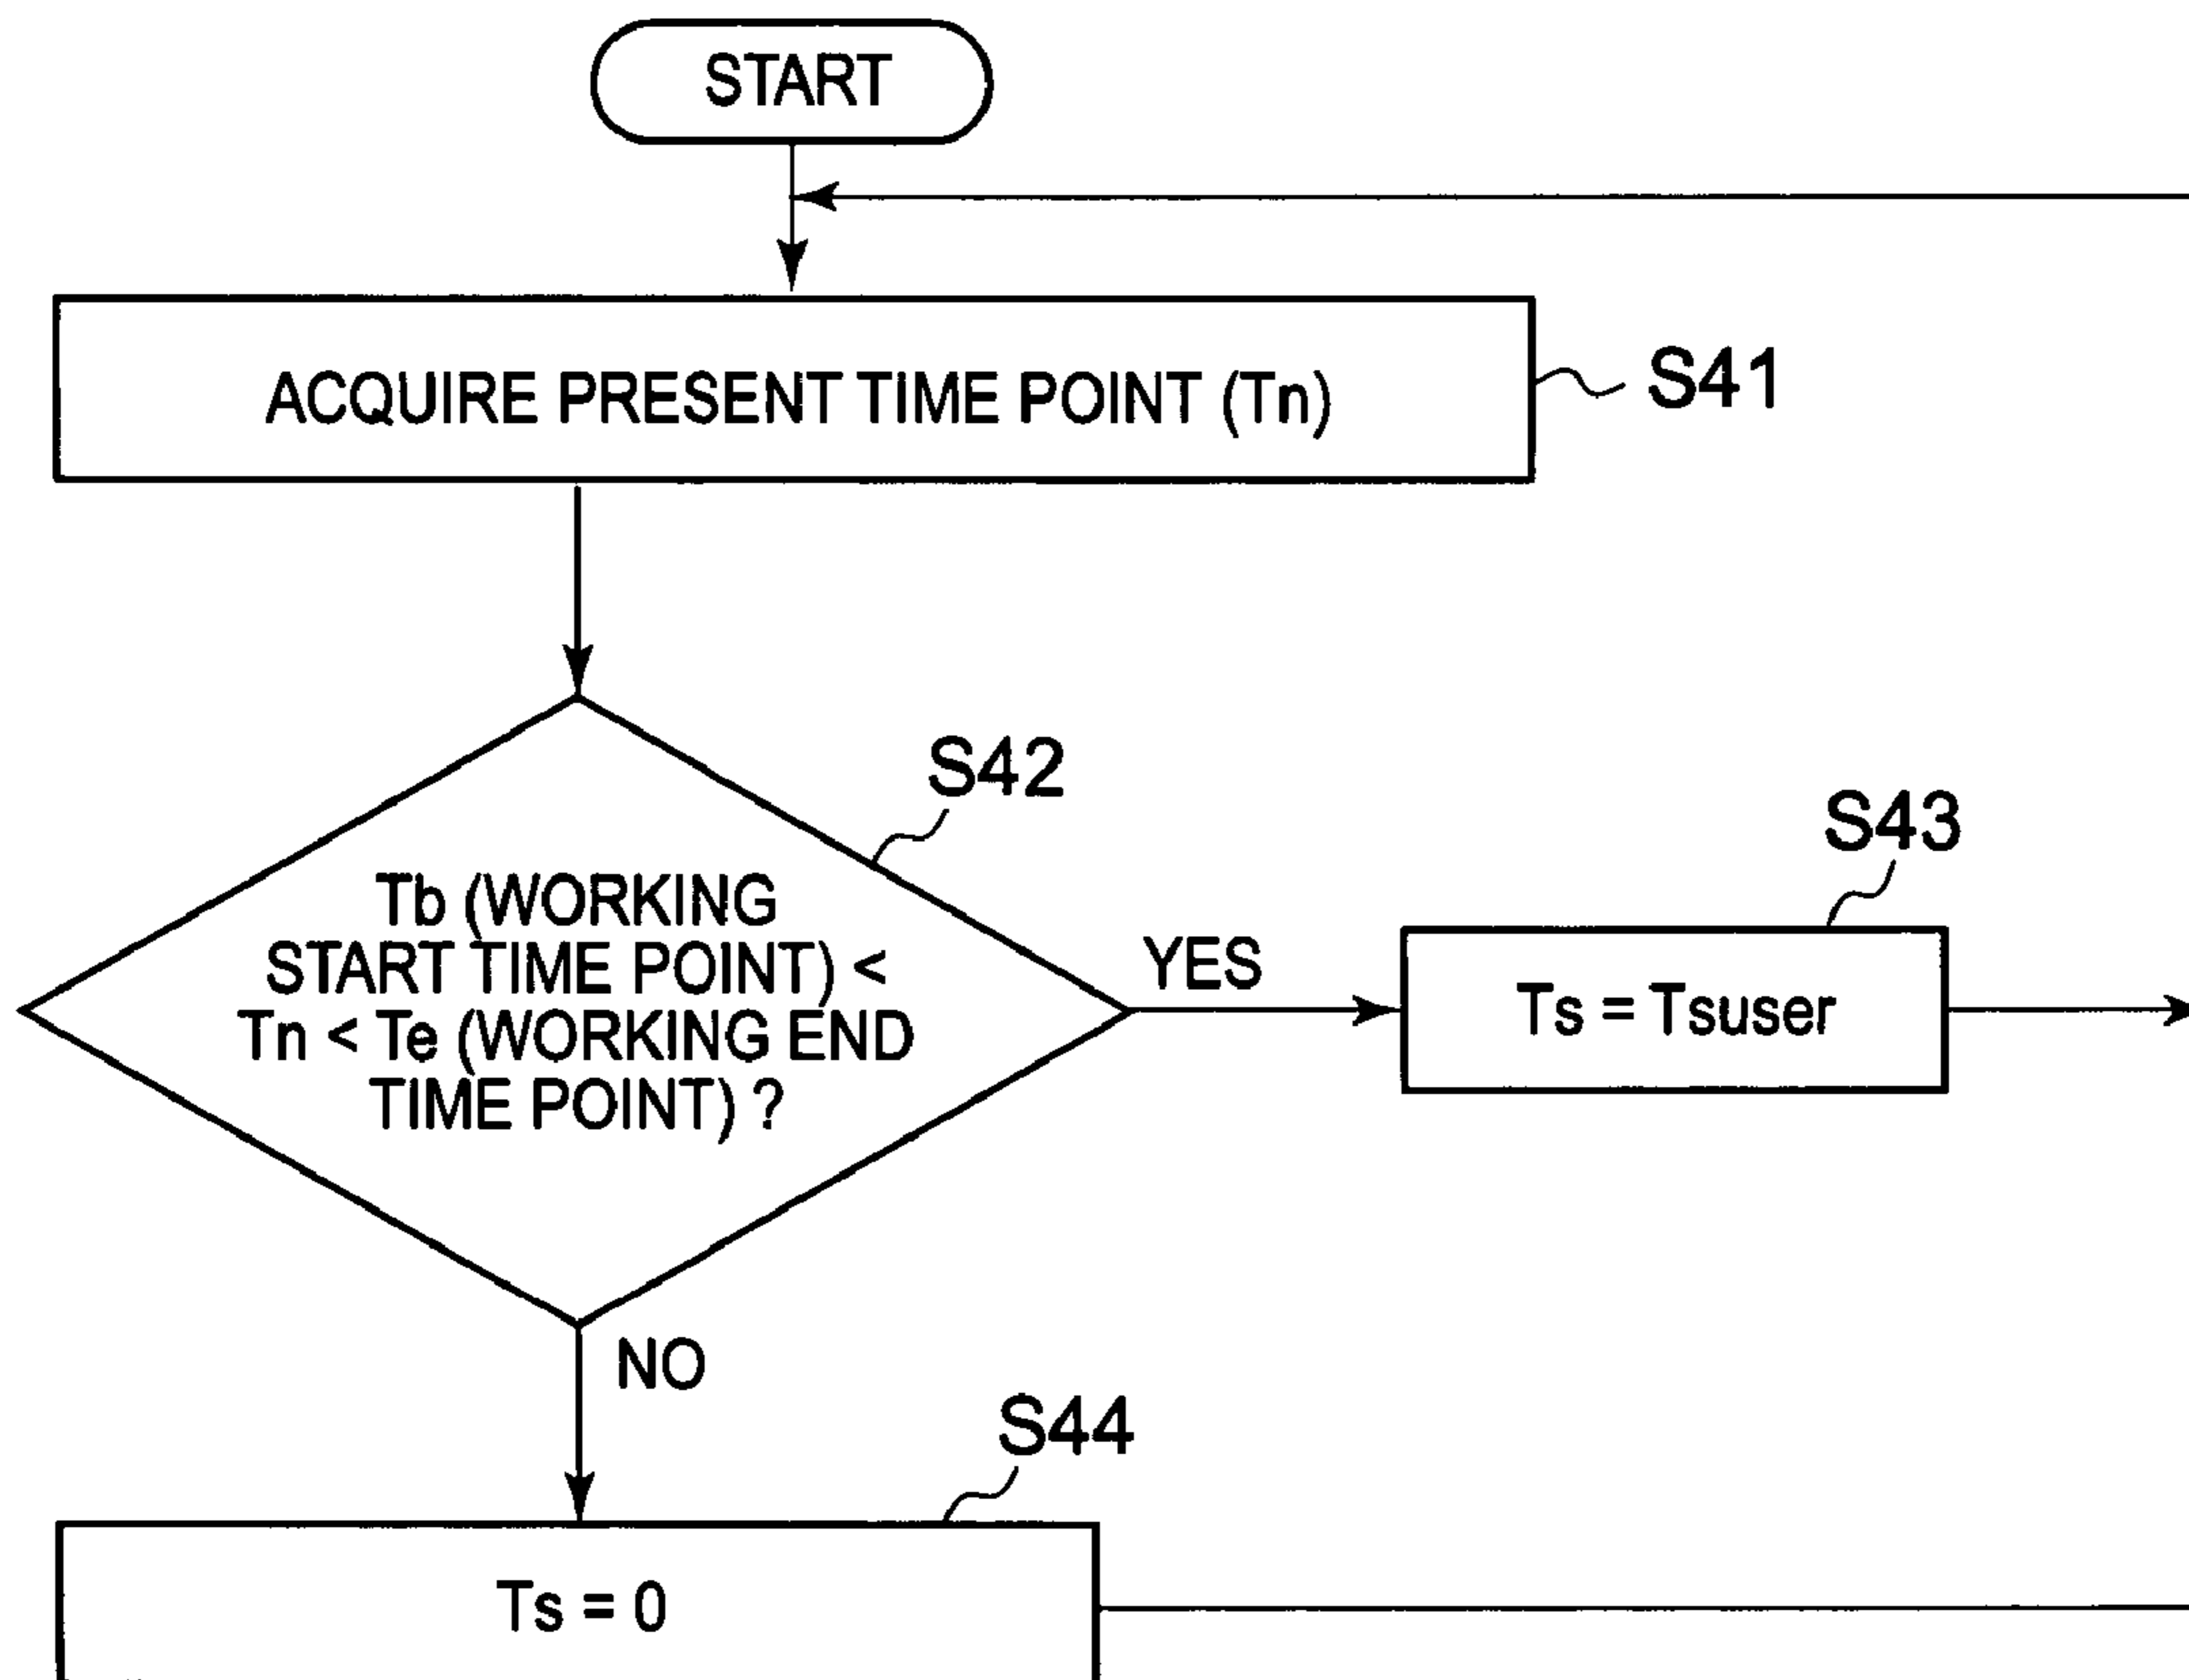 START
ACQUIRE PRESENT TIME POINT (Tn)
S41
S42
Tb (WORKING
START TIME POINT) <
Tn < Te (WORKING END
TIME POINT) ?
YES
S43
Ts = Tsuser
NO
S44
Ts = 0